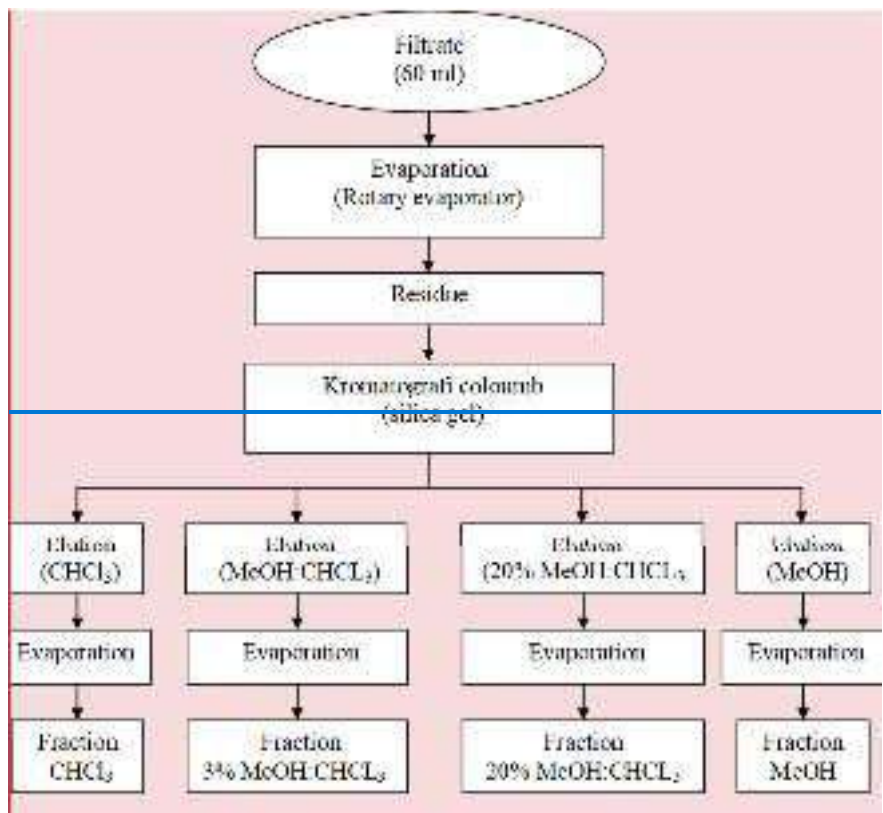 Filtrate
(60 ml)
Evaporation
(Rotary evaporator)
Residue
Kromatografi coloumb
(silica gel)
Elution
(CHCl₃)
Elution
(MeOH:CHCL₃)
Elution
(20% MeOH:CHCL₃
Elution
(MeOH)
Evaporation
Evaporation
Evaporation
Evaporation
Fraction
CHCl₃
Fraction
3% MeOH:CHCL₃
Fraction
20% MeOH:CHCL₃
Fraction
MeOH